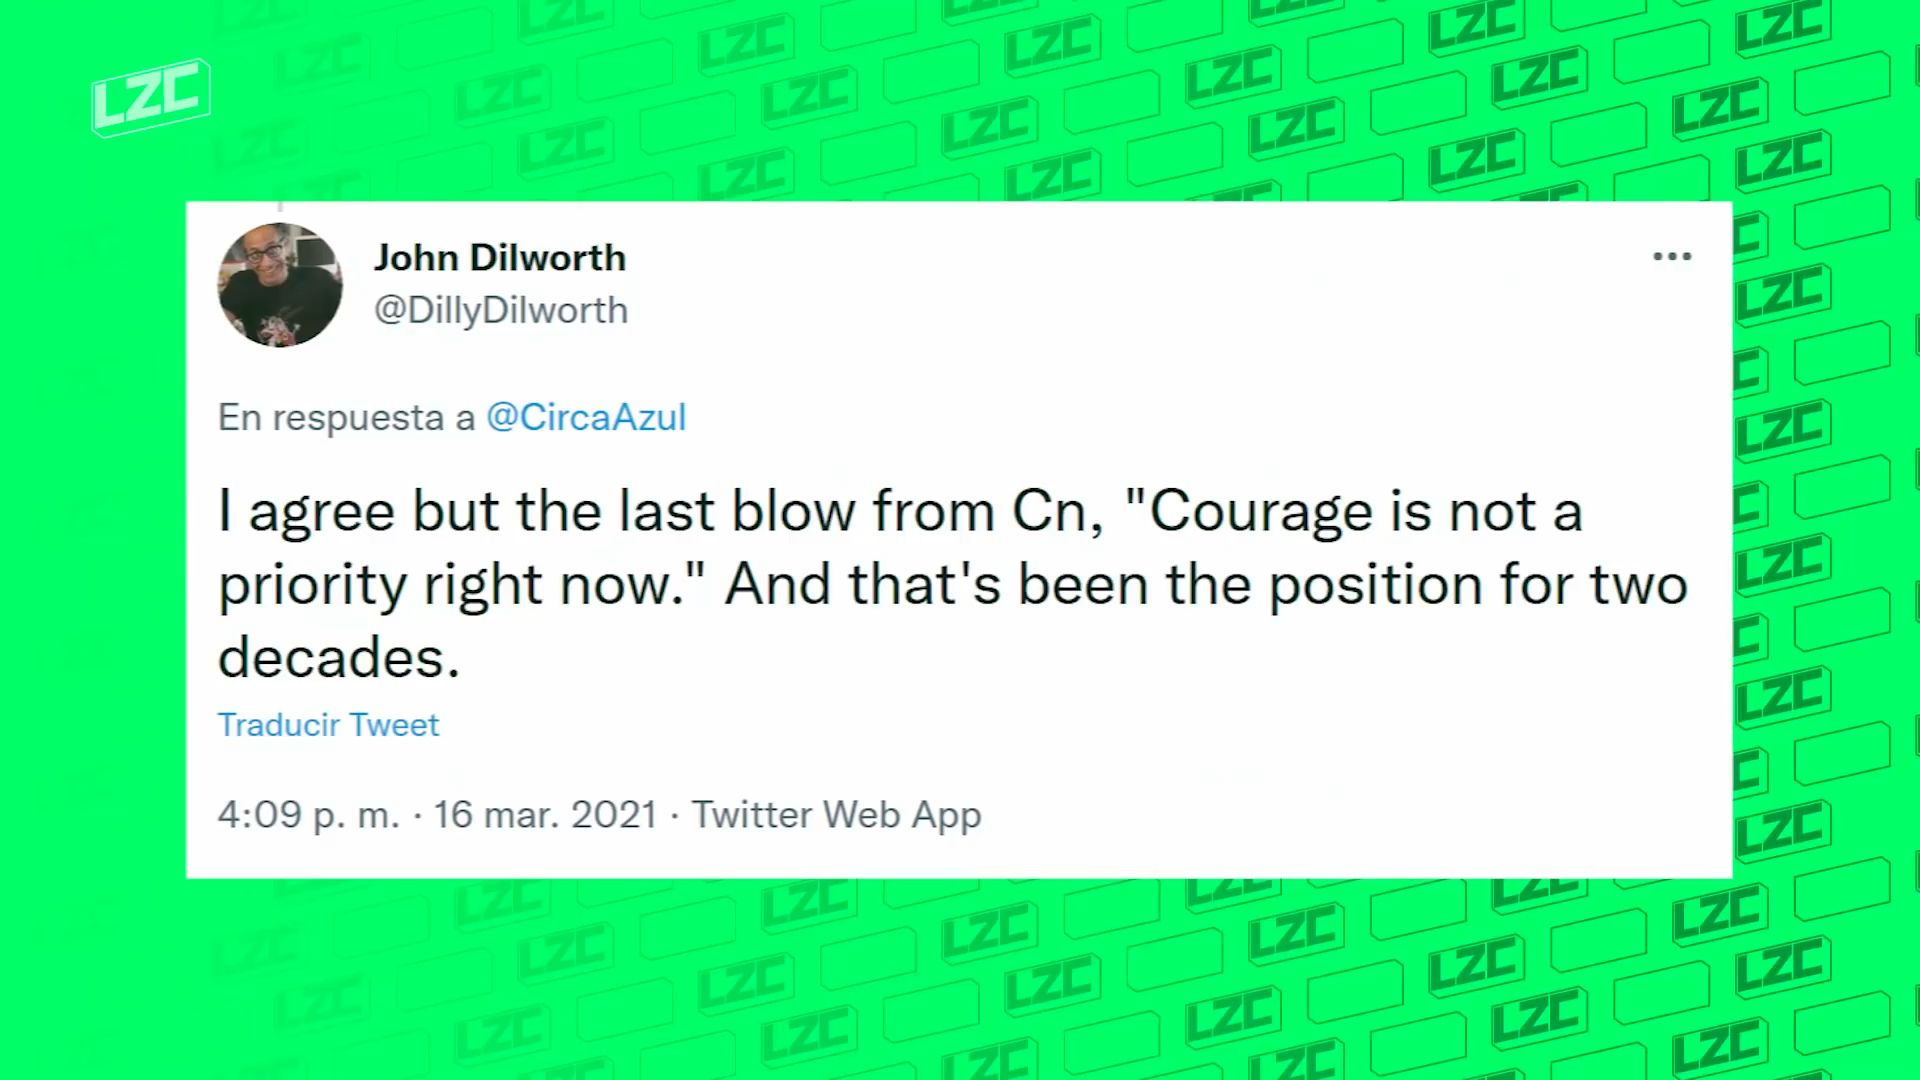 LZC
John Dilworth
@DillyDilworth
En respuesta a @CircaAzul
I agree but the last blow from Cn, "Courage is not a
priority right now." And that's been the position for two
decades.
Traducir Tweet
4:09 p. m. · 16 mar. 2021 · Twitter Web App